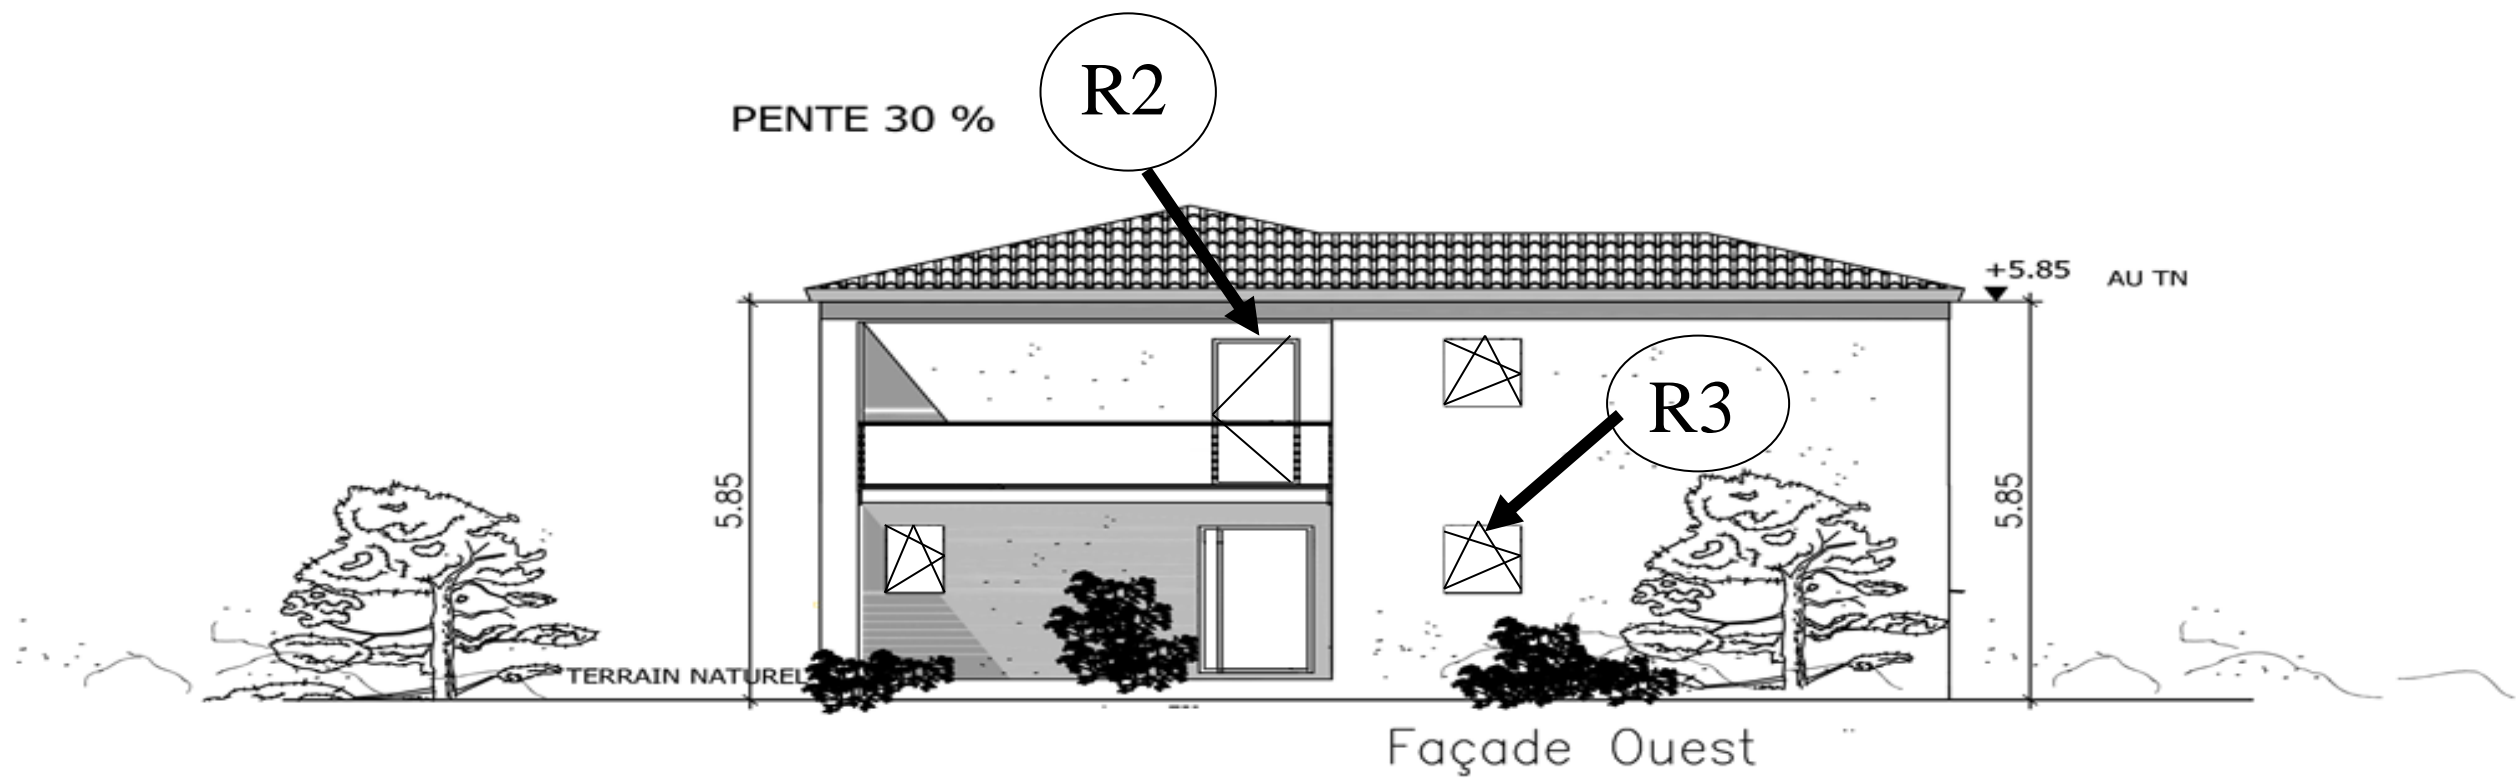 R2
PENTE 30 %
+5.85 AU TN
R3
5.85
5.85
TERRAIN NATUREL
Façade Ouest